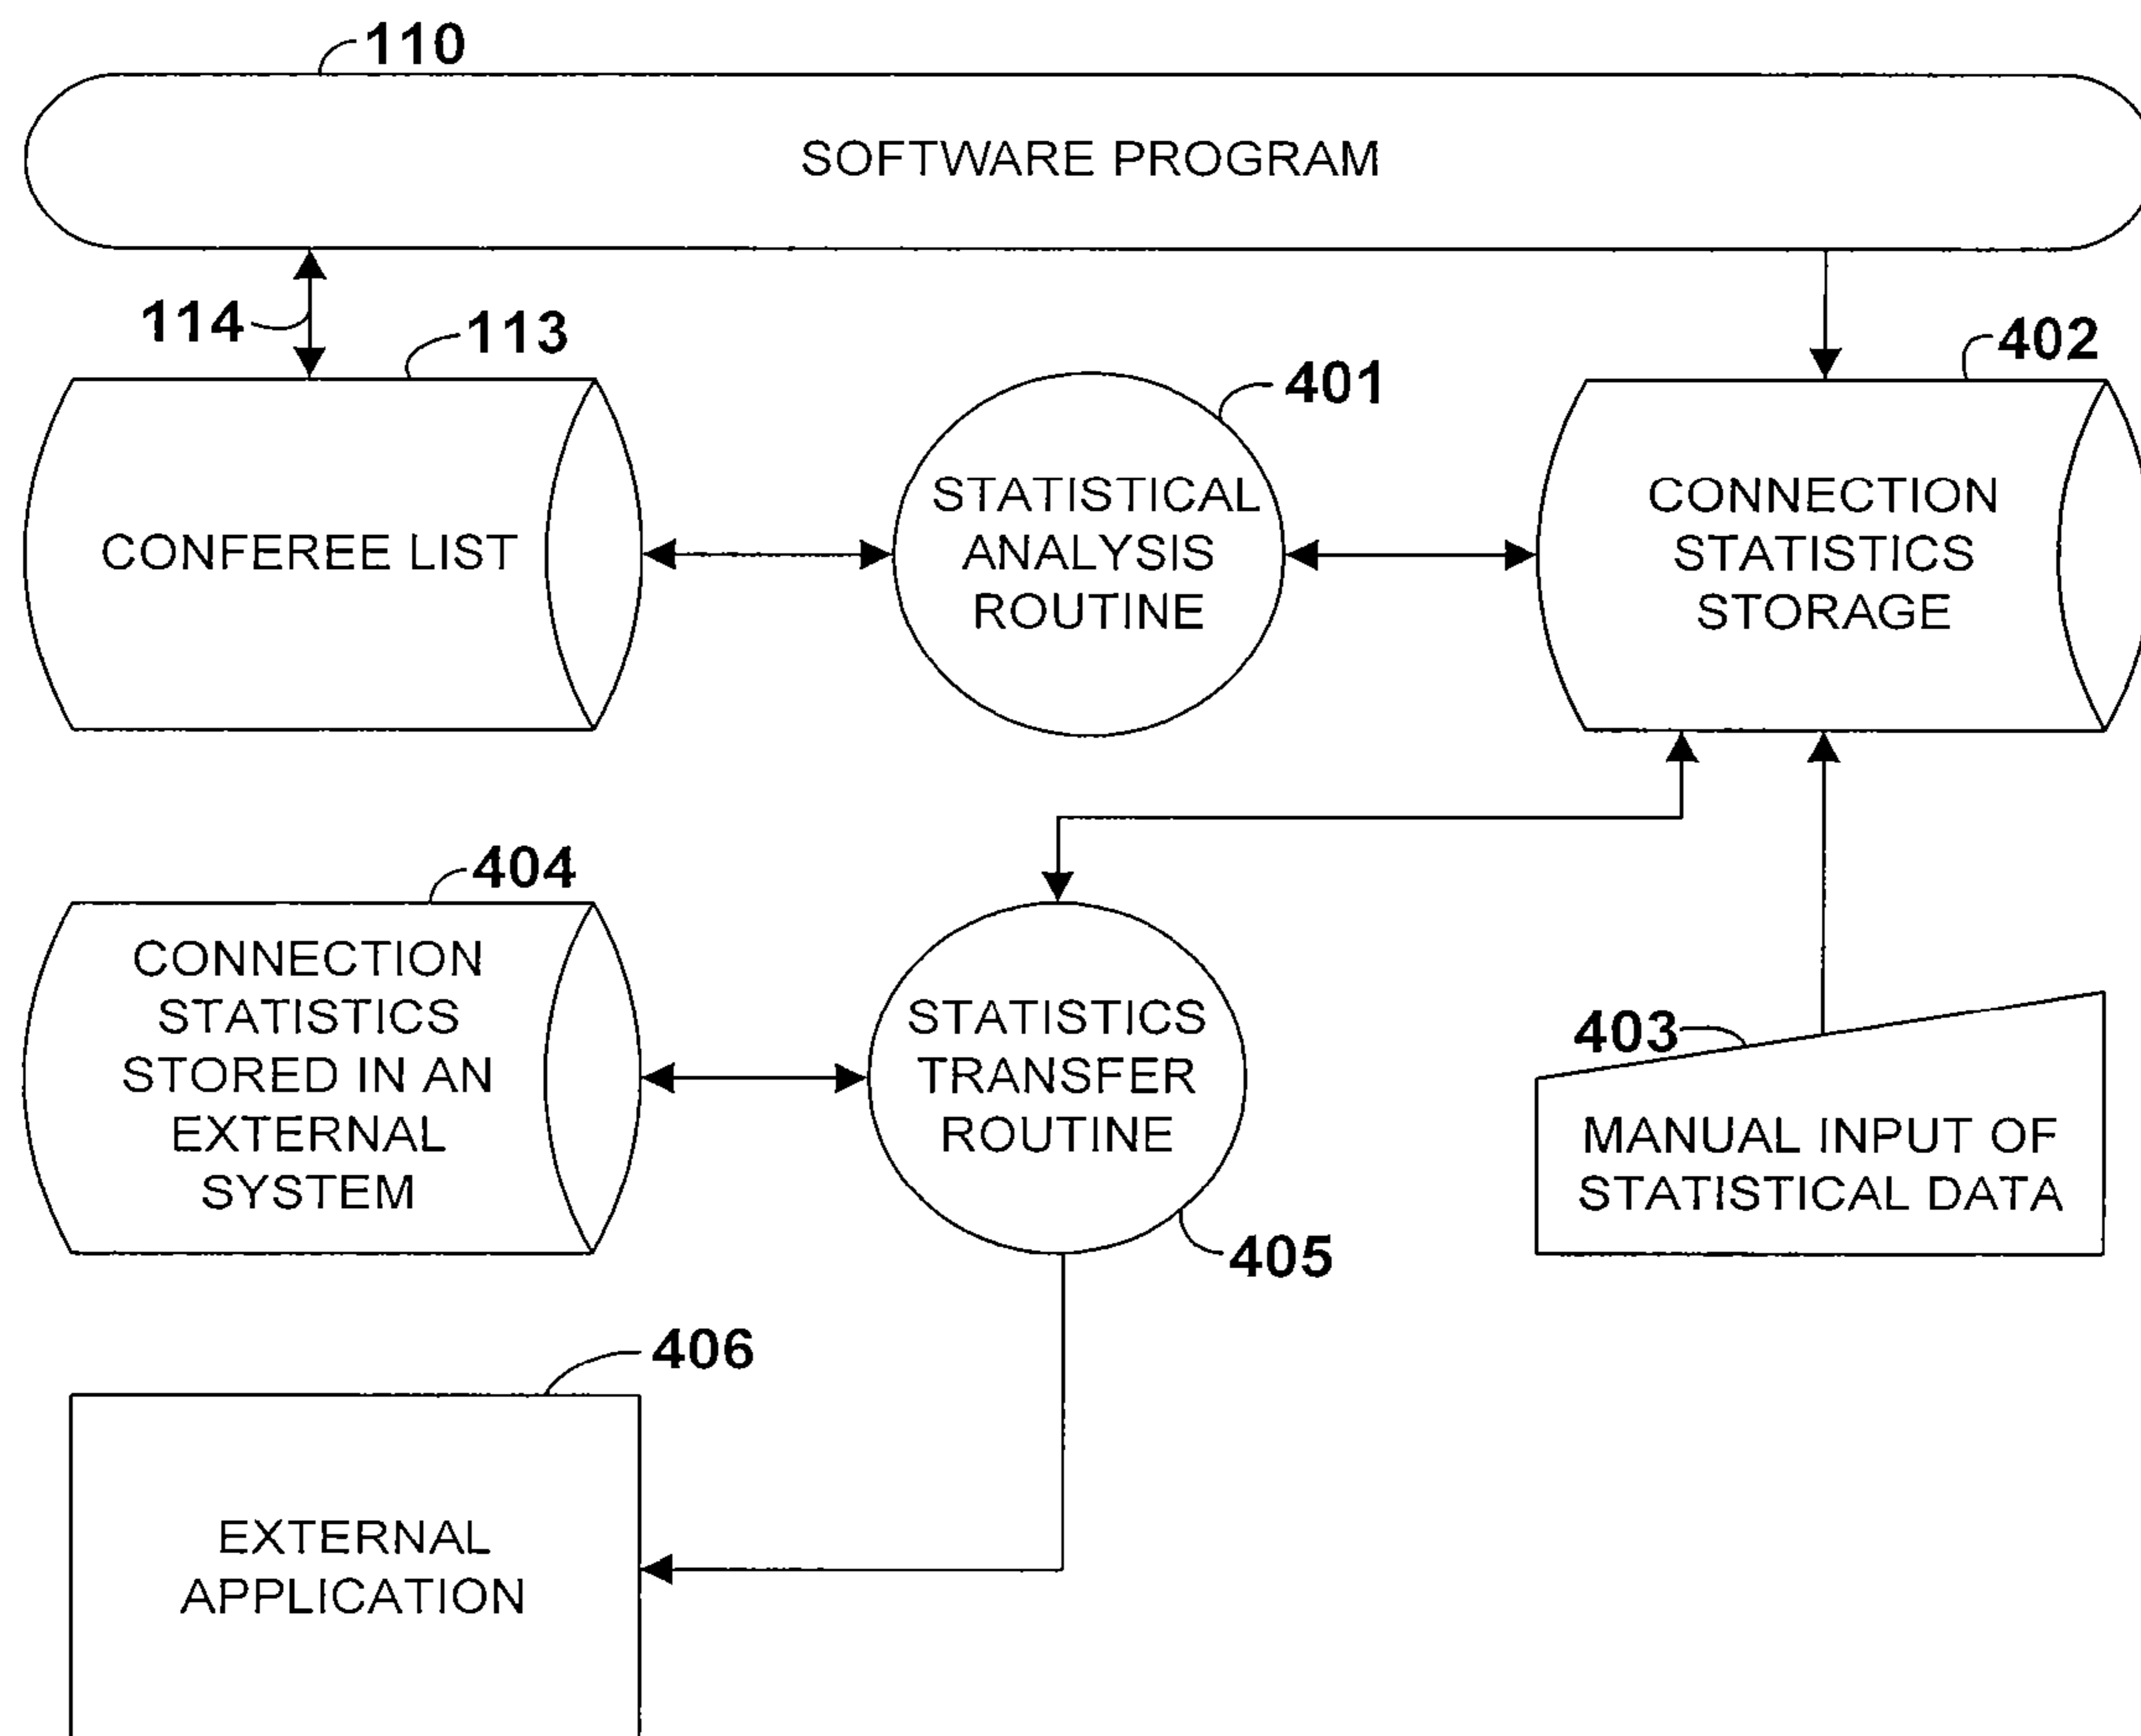 110
SOFTWARE PROGRAM
114
113
402
401
CONFEREE LIST
STATISTICAL
ANALYSIS
ROUTINE
CONNECTION
STATISTICS
STORAGE
404
CONNECTION
STATISTICS
STORED IN AN
EXTERNAL
SYSTEM
STATISTICS
TRANSFER
ROUTINE
403
MANUAL INPUT OF
STATISTICAL DATA
405
406
EXTERNAL
APPLICATION